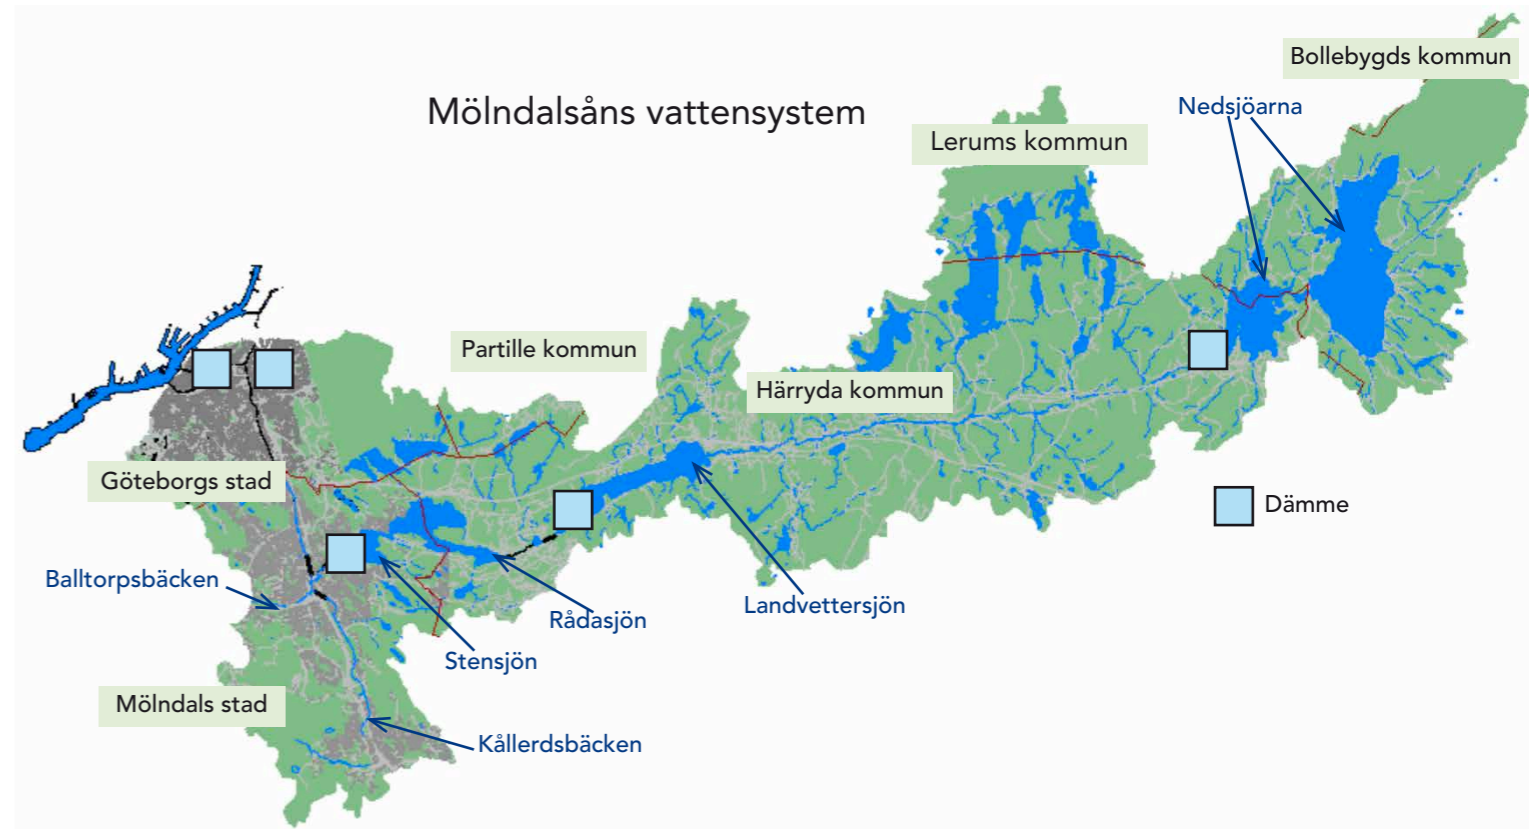 Bollebygds kommun
Mölndalsåns vattensystem
Nedsjöarna
Lerums kommun
Partille kommun
Härryda kommun
Göteborgs stad
Dämme
Balltorpsbäcken
Landvettersjön
Rådasjön
Stensjön
Mölndals stad
Kållerdsbäcken